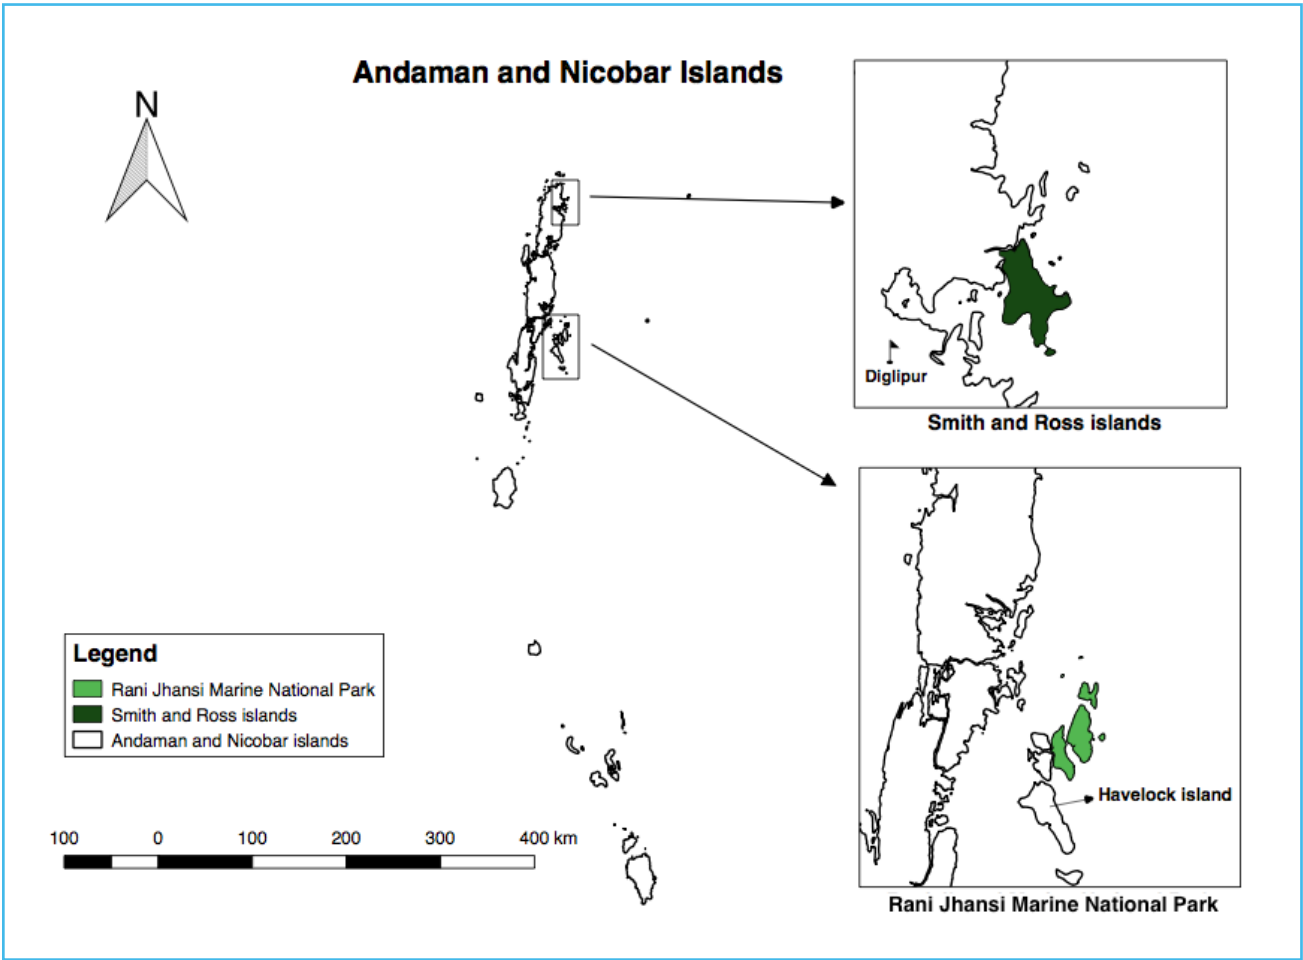 Andaman and Nicobar Islands
N
Diglipur
Smith and Ross islands
Legend
Rani Jhansi Marine National Park
Smith and Ross islands
Andaman and Nicobar islands
100 0 100 200 300 400 km
Havelock island
Rani Jhansi Marine National Park